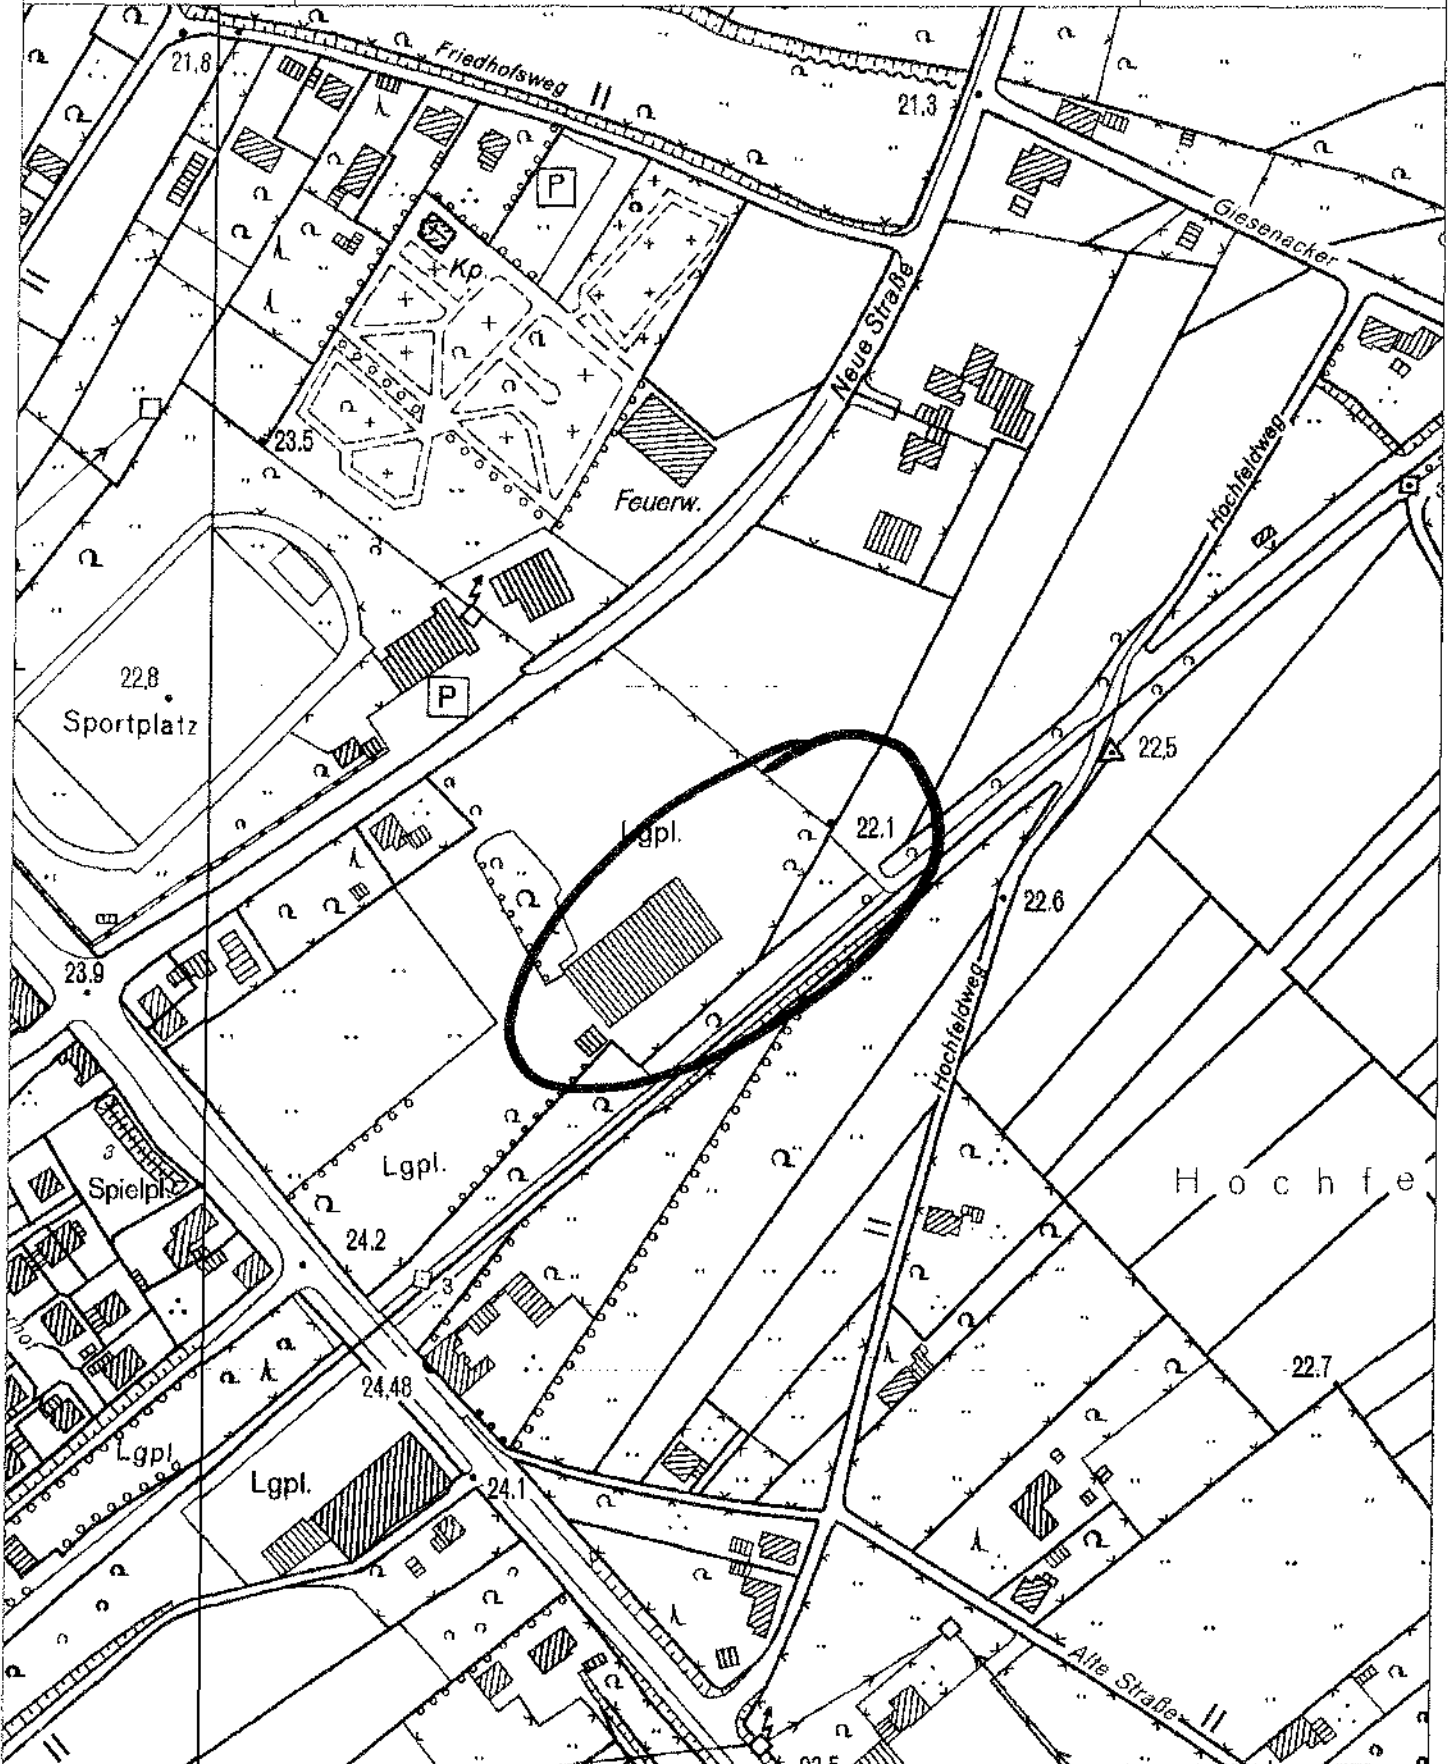 21,8
Friedhofsweg
21.3
P
Giesenacker
Kp.
Neue Straße
23.5
Feuerw.
Hochfeldweg
22,8
Sportplatz
P
22,5
Lgpl.
22.1
22.6
23.9
Hochfeldweg
3
Spielpl.
Lgpl.
Hochfe
24.2
3
24,48
22.7
Lgpl.
Lgpl.
24.1
Alte Straße